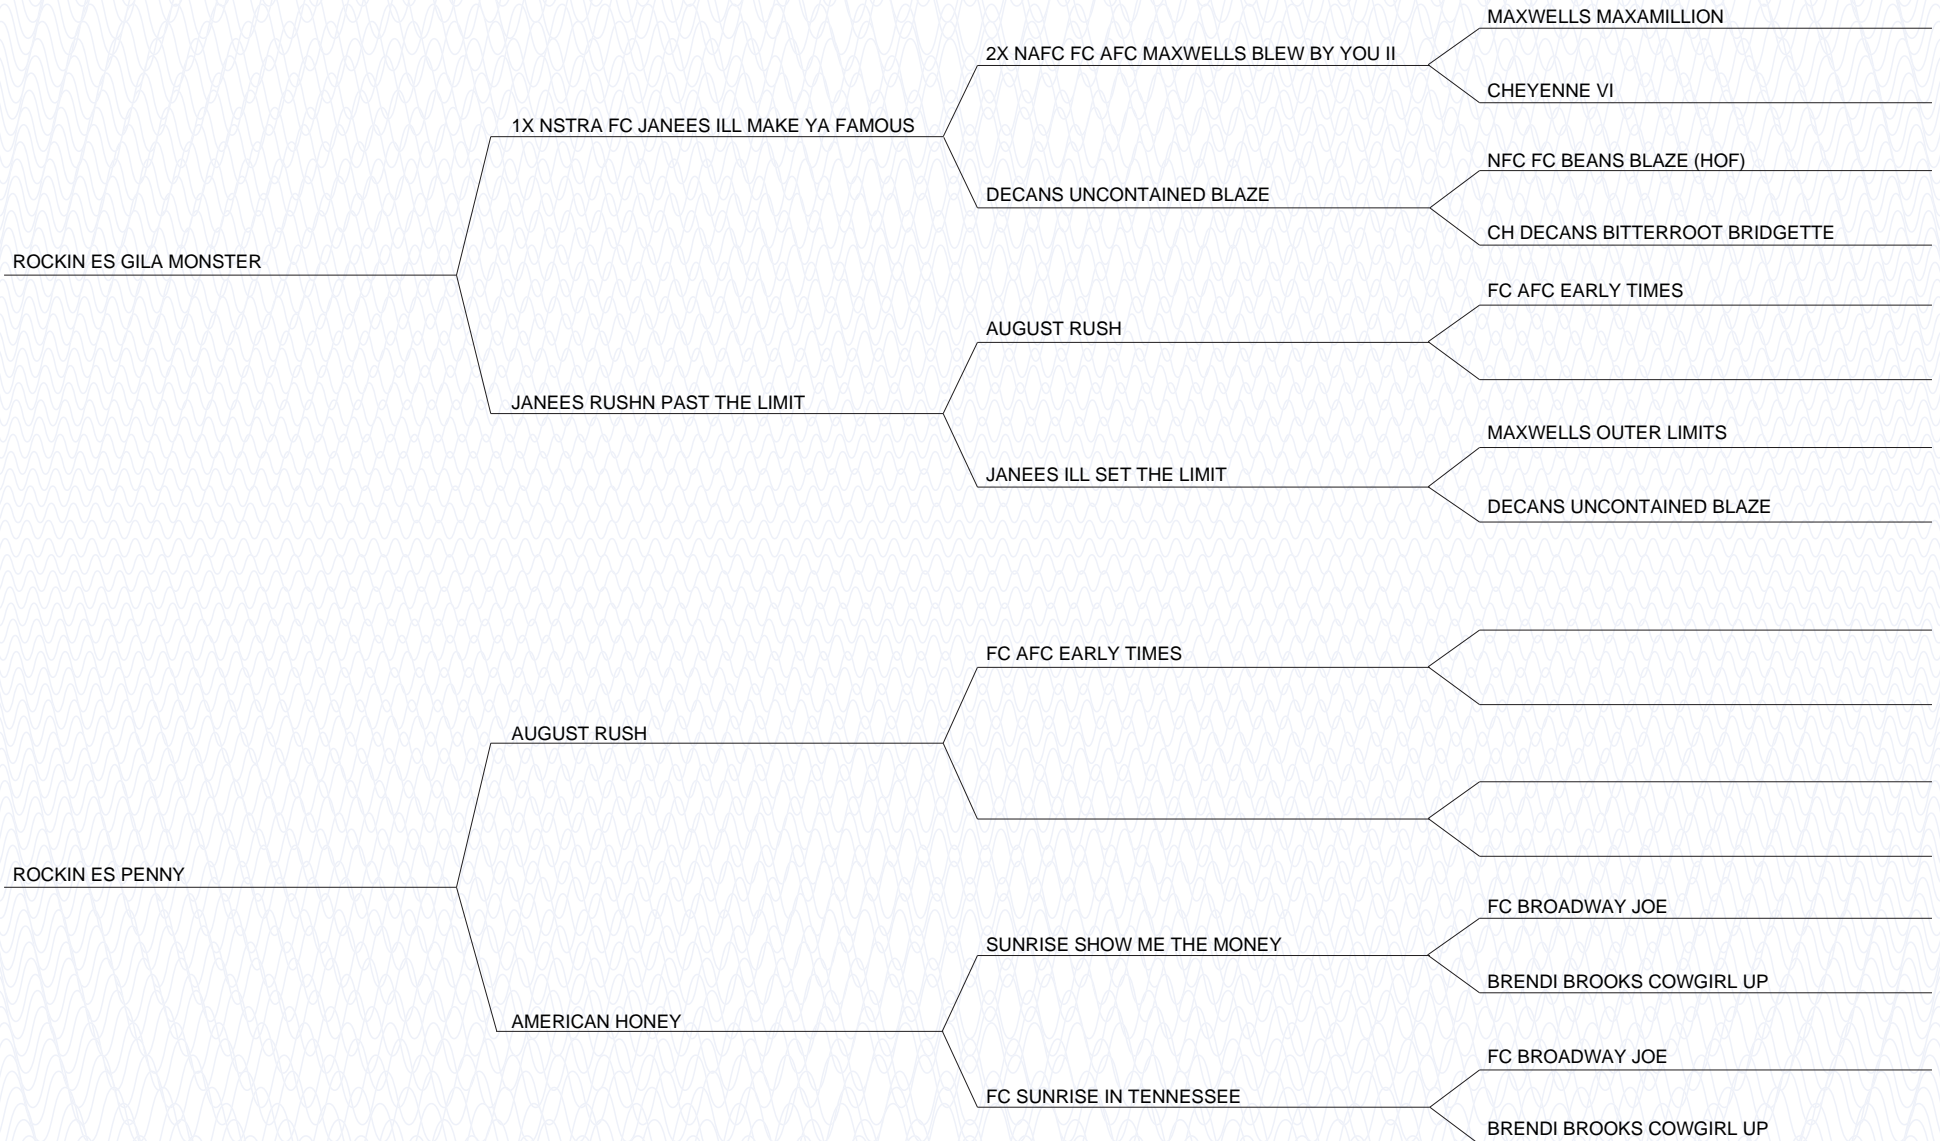 MAXWELLS MAXAMILLION
2X NAFC FC AFC MAXWELLS BLEW BY YOU II
CHEYENNE VI
1X NSTRA FC JANEES ILL MAKE YA FAMOUS
NFC FC BEANS BLAZE (HOF)
DECANS UNCONTAINED BLAZE
CH DECANS BITTERROOT BRIDGETTE
ROCKIN ES GILA MONSTER
FC AFC EARLY TIMES
AUGUST RUSH
JANEES RUSHN PAST THE LIMIT
MAXWELLS OUTER LIMITS
JANEES ILL SET THE LIMIT
DECANS UNCONTAINED BLAZE
FC AFC EARLY TIMES
AUGUST RUSH
ROCKIN ES PENNY
FC BROADWAY JOE
SUNRISE SHOW ME THE MONEY
BRENDI BROOKS COWGIRL UP
AMERICAN HONEY
FC BROADWAY JOE
FC SUNRISE IN TENNESSEE
BRENDI BROOKS COWGIRL UP